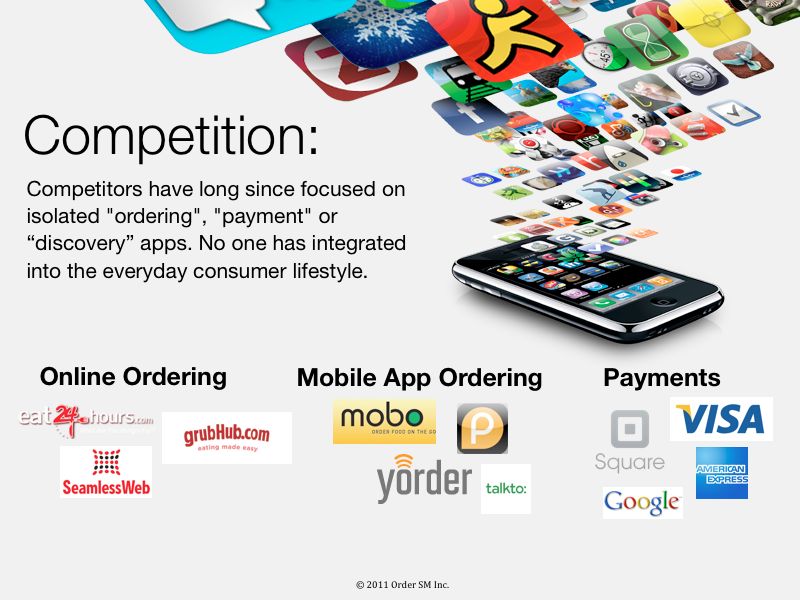 Competition:
Competitors have long since focused on
isolated "ordering", "payment" or
“discovery” apps. No one has integrated
into the everyday consumer lifestyle.
Online Ordering
Mobile App Ordering
Payments
eat24hours.com
grubHub.com
eating made easy
SeamlessWeb
mobo
ORDER FOOD ON THE GO
P
yorder
talkto:
Square
VISA
AMERICAN
EXPRESS
Google
© 2011 Order SM Inc.